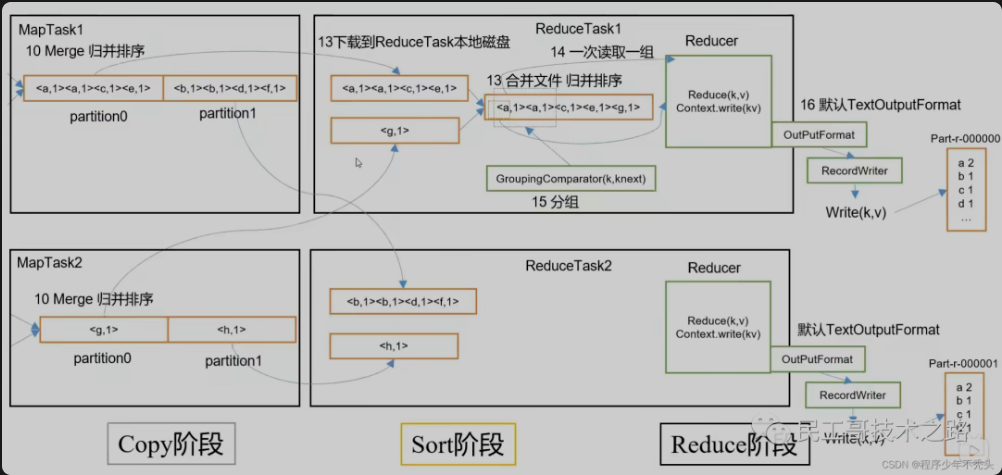 MapTask1
10 Merge 归并排序
<a,1><a,1><c,1><e,1>
<b,1><b,1><d,1><f,1>
partition0
partition1
ReduceTask1
13下载到ReduceTask本地磁盘
14 一次读取一组
<a,1><a,1><c,1><e,1>
13 合并文件 归并排序
<a,1><a,1><c,1><e,1><g,1>
<g,1>
GroupingComparator(k,knext)
15 分组
Reducer
Reduce(k,v)
Context.write(kv)
16 默认TextOutputFormat
OutPutFormat
RecordWriter
Write(k,v)
Part-r-000000
a 2
b 1
c 1
d 1
...
MapTask2
10 Merge 归并排序
<g,1>
<h,1>
partition0
partition1
ReduceTask2
<b,1><b,1><d,1><f,1>
<h,1>
Reducer
Reduce(k,v)
Context.write(kv)
默认TextOutputFormat
OutPutFormat
RecordWriter
Write(k,v)
Part-r-000001
a 2
b 1
c 1
Copy阶段
Sort阶段
Reduce阶段
民工哥技术之路
CSDN @程序少年不秃头